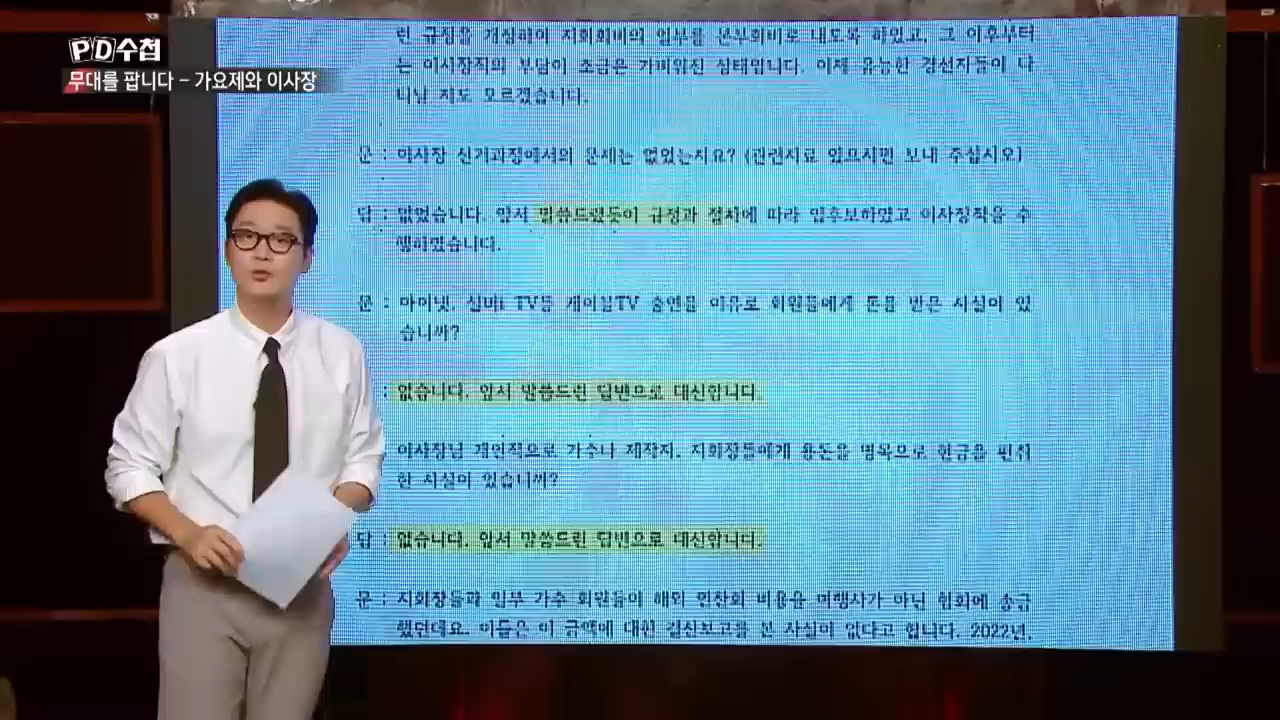 PD수첩
무대를 팝니다 - 가요제와 이사장
린 규정을 개정해이 지회회비의 일부를 본부회비로 내도록 하였고, 그 이후부터
는 이사장직의 부담이 조금은 가벼워진 상태입니다. 이제 유능한 경선자들이 나
니날 지도 모르겠습니다.
문 : 이사장 선거과정에서의 문제는 없었는지요? (관련자료 있으시면 보내 주십시오)
답 : 없었습니다. 앞서 말씀드렸듯이 규정과 절차에 따라 입후보하였고 이사장직을 수
행하였습니다.
문 : 아이넷, 실버i TV등 케이블TV 출연을 이유로 회원들에게 돈을 받은 사실이 있
습니까?
: 없습니다. 앞서 말씀드린 답변으로 대신합니다.
이사장님 개인적으로 가수나 제작자, 지회장들에게 용돈을 명목으로 현금을 편취
한 사실이 있습니까?
답 : 없습니다. 앞서 말씀드린 답변으로 대신합니다.
문 : 지회장들과 일부 가수 회원들이 해외 연찬회 비용을 여행사가 아닌 협회에 송금
했던데요. 이들은 이 금액에 대한 결산보고를 본 사실이 없다고 합니다. 2022년,